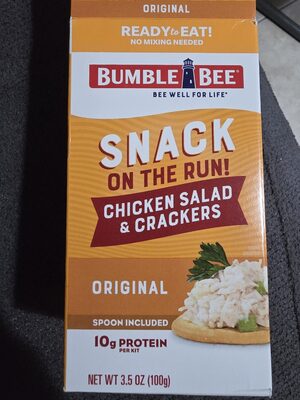 ORIGINAL
READY to EAT!
NO MIXING NEEDED
BUMBLE BEE®
BEE WELL FOR LIFE®
SNACK
ON THE RUN!
CHICKEN SALAD
& CRACKERS
ORIGINAL
SPOON INCLUDED
10g PROTEIN
PER KIT
NET WT 3.5 OZ (100g)